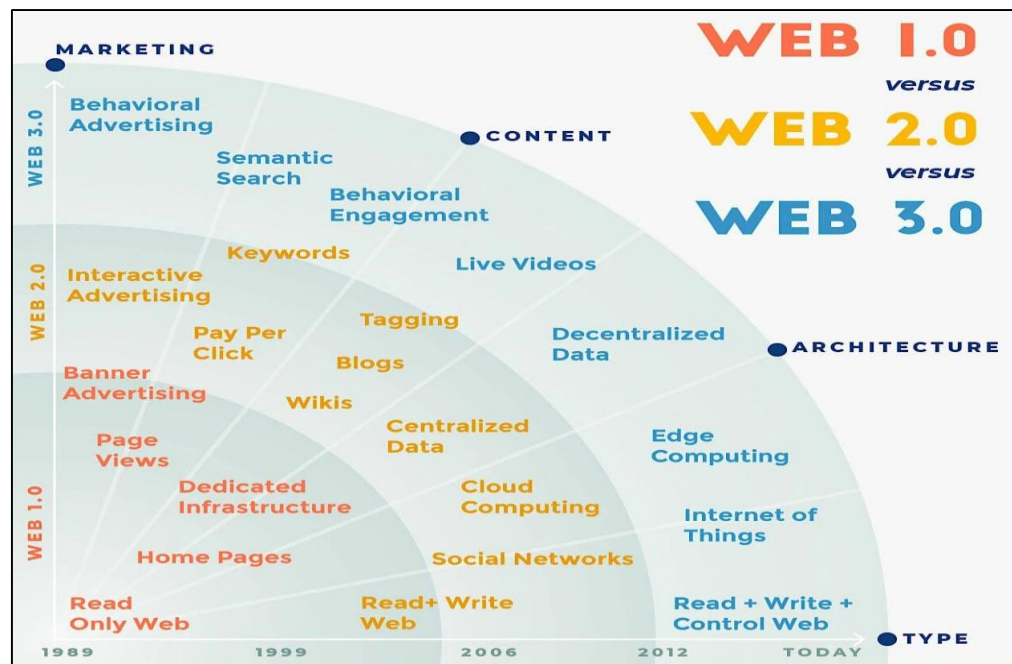 WEB 1.0
versus
WEB 2.0
versus
WEB 3.0
MARKETING
CONTENT
ARCHITECTURE
TYPE
WEB 3.0
Behavioral
Advertising
Semantic
Search
Behavioral
Engagement
Live Videos
Decentralized
Data
Edge
Computing
Internet of
Things
Read + Write +
Control Web
WEB 2.0
Keywords
Interactive
Advertising
Tagging
Pay Per
Click
Blogs
Wikis
Centralized
Data
Cloud
Computing
Social Networks
Read+ Write
Web
WEB 1.0
Banner
Advertising
Page
Views
Dedicated
Infrastructure
Home Pages
Read
Only Web
1989
1999
2006
2012
TODAY